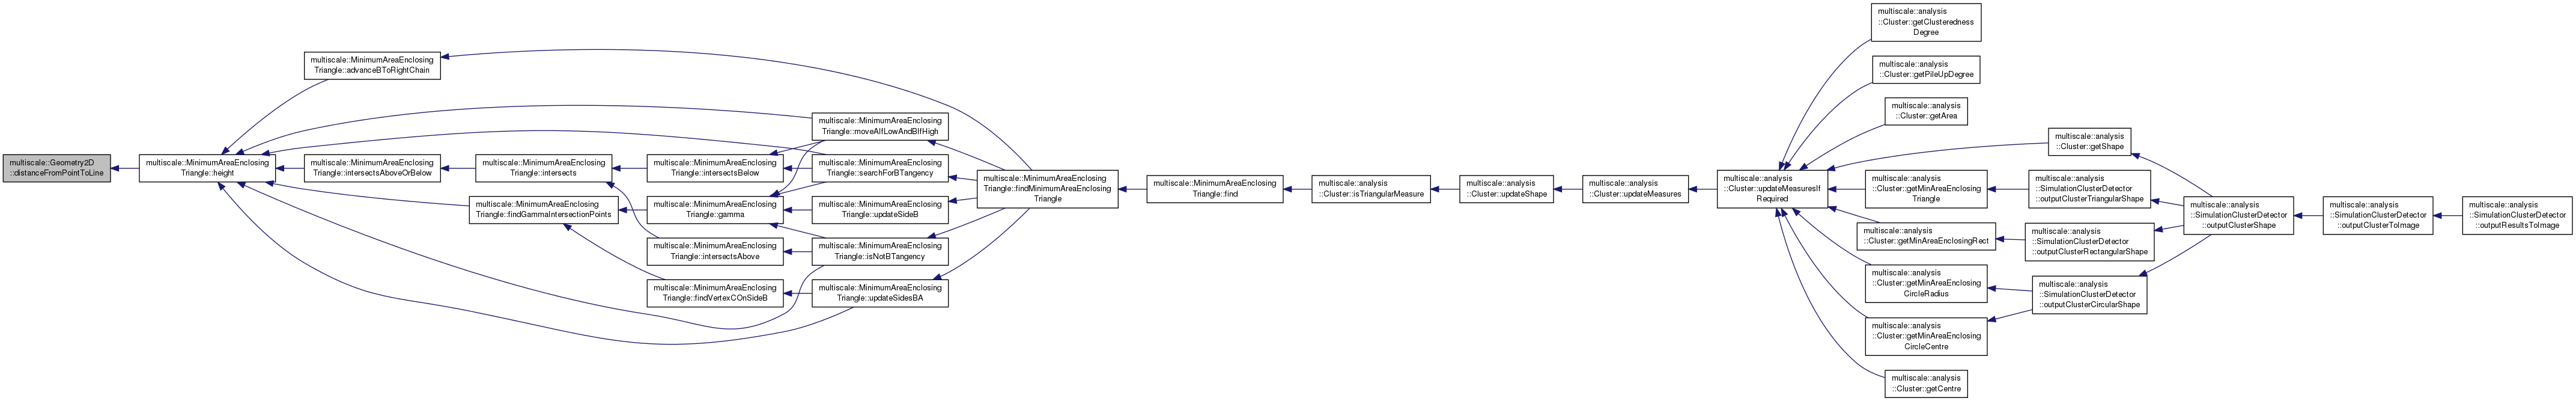 multiscale::Geometry2D
::distanceFromPointToLine
multiscale::MinimumAreaEnclosing
Triangle::height
multiscale::MinimumAreaEnclosing
Triangle::advanceBToRightChain
multiscale::MinimumAreaEnclosing
Triangle::intersectsAboveOrBelow
multiscale::MinimumAreaEnclosing
Triangle::intersects
multiscale::MinimumAreaEnclosing
Triangle::findGammaIntersectionPoints
multiscale::MinimumAreaEnclosing
Triangle::intersectsBelow
multiscale::MinimumAreaEnclosing
Triangle::gamma
multiscale::MinimumAreaEnclosing
Triangle::intersectsAbove
multiscale::MinimumAreaEnclosing
Triangle::findVertexCOnSideB
multiscale::MinimumAreaEnclosing
Triangle::moveAIfLowAndBIfHigh
multiscale::MinimumAreaEnclosing
Triangle::searchForBTangency
multiscale::MinimumAreaEnclosing
Triangle::updateSideB
multiscale::MinimumAreaEnclosing
Triangle::isNotBTangency
multiscale::MinimumAreaEnclosing
Triangle::updateSidesBA
multiscale::MinimumAreaEnclosing
Triangle::findMinimumAreaEnclosing
Triangle
multiscale::MinimumAreaEnclosing
Triangle::find
multiscale::analysis
::Cluster::isTriangularMeasure
multiscale::analysis
::Cluster::updateShape
multiscale::analysis
::Cluster::updateMeasures
multiscale::analysis
::Cluster::updateMeasuresIf
Required
multiscale::analysis
::Cluster::getClusteredness
Degree
multiscale::analysis
::Cluster::getPileUpDegree
multiscale::analysis
::Cluster::getArea
multiscale::analysis
::Cluster::getShape
multiscale::analysis
::Cluster::getMinAreaEnclosing
Triangle
multiscale::analysis
::Cluster::getMinAreaEnclosingRect
multiscale::analysis
::Cluster::getMinAreaEnclosing
CircleRadius
multiscale::analysis
::Cluster::getMinAreaEnclosing
CircleCentre
multiscale::analysis
::Cluster::getCentre
multiscale::analysis
::SimulationClusterDetector
::outputClusterTriangularShape
multiscale::analysis
::SimulationClusterDetector
::outputClusterRectangularShape
multiscale::analysis
::SimulationClusterDetector
::outputClusterCircularShape
multiscale::analysis
::SimulationClusterDetector
::outputClusterShape
multiscale::analysis
::SimulationClusterDetector
::outputClusterToImage
multiscale::analysis
::SimulationClusterDetector
::outputResultsToImage